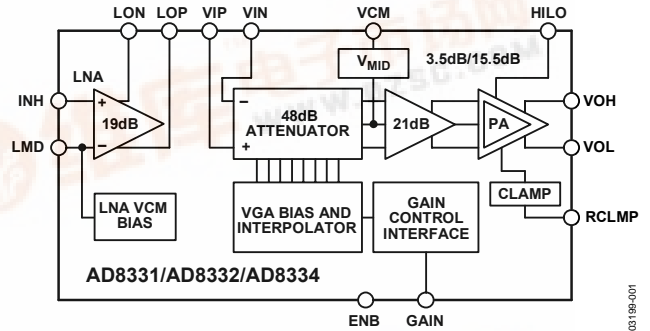 LON LOP VIP VIN VCM HILO
LNA
V_MID
3.5dB/15.5dB
INH
+
19dB
–
LMD
–
48dB
ATTENUATOR
+
21dB
PA
VOH
VOL
CLAMP
RCLMP
LNA VCM
BIAS
VGA BIAS AND
INTERPOLATOR
GAIN
CONTROL
INTERFACE
AD8331/AD8332/AD8334
ENB GAIN
03199-001